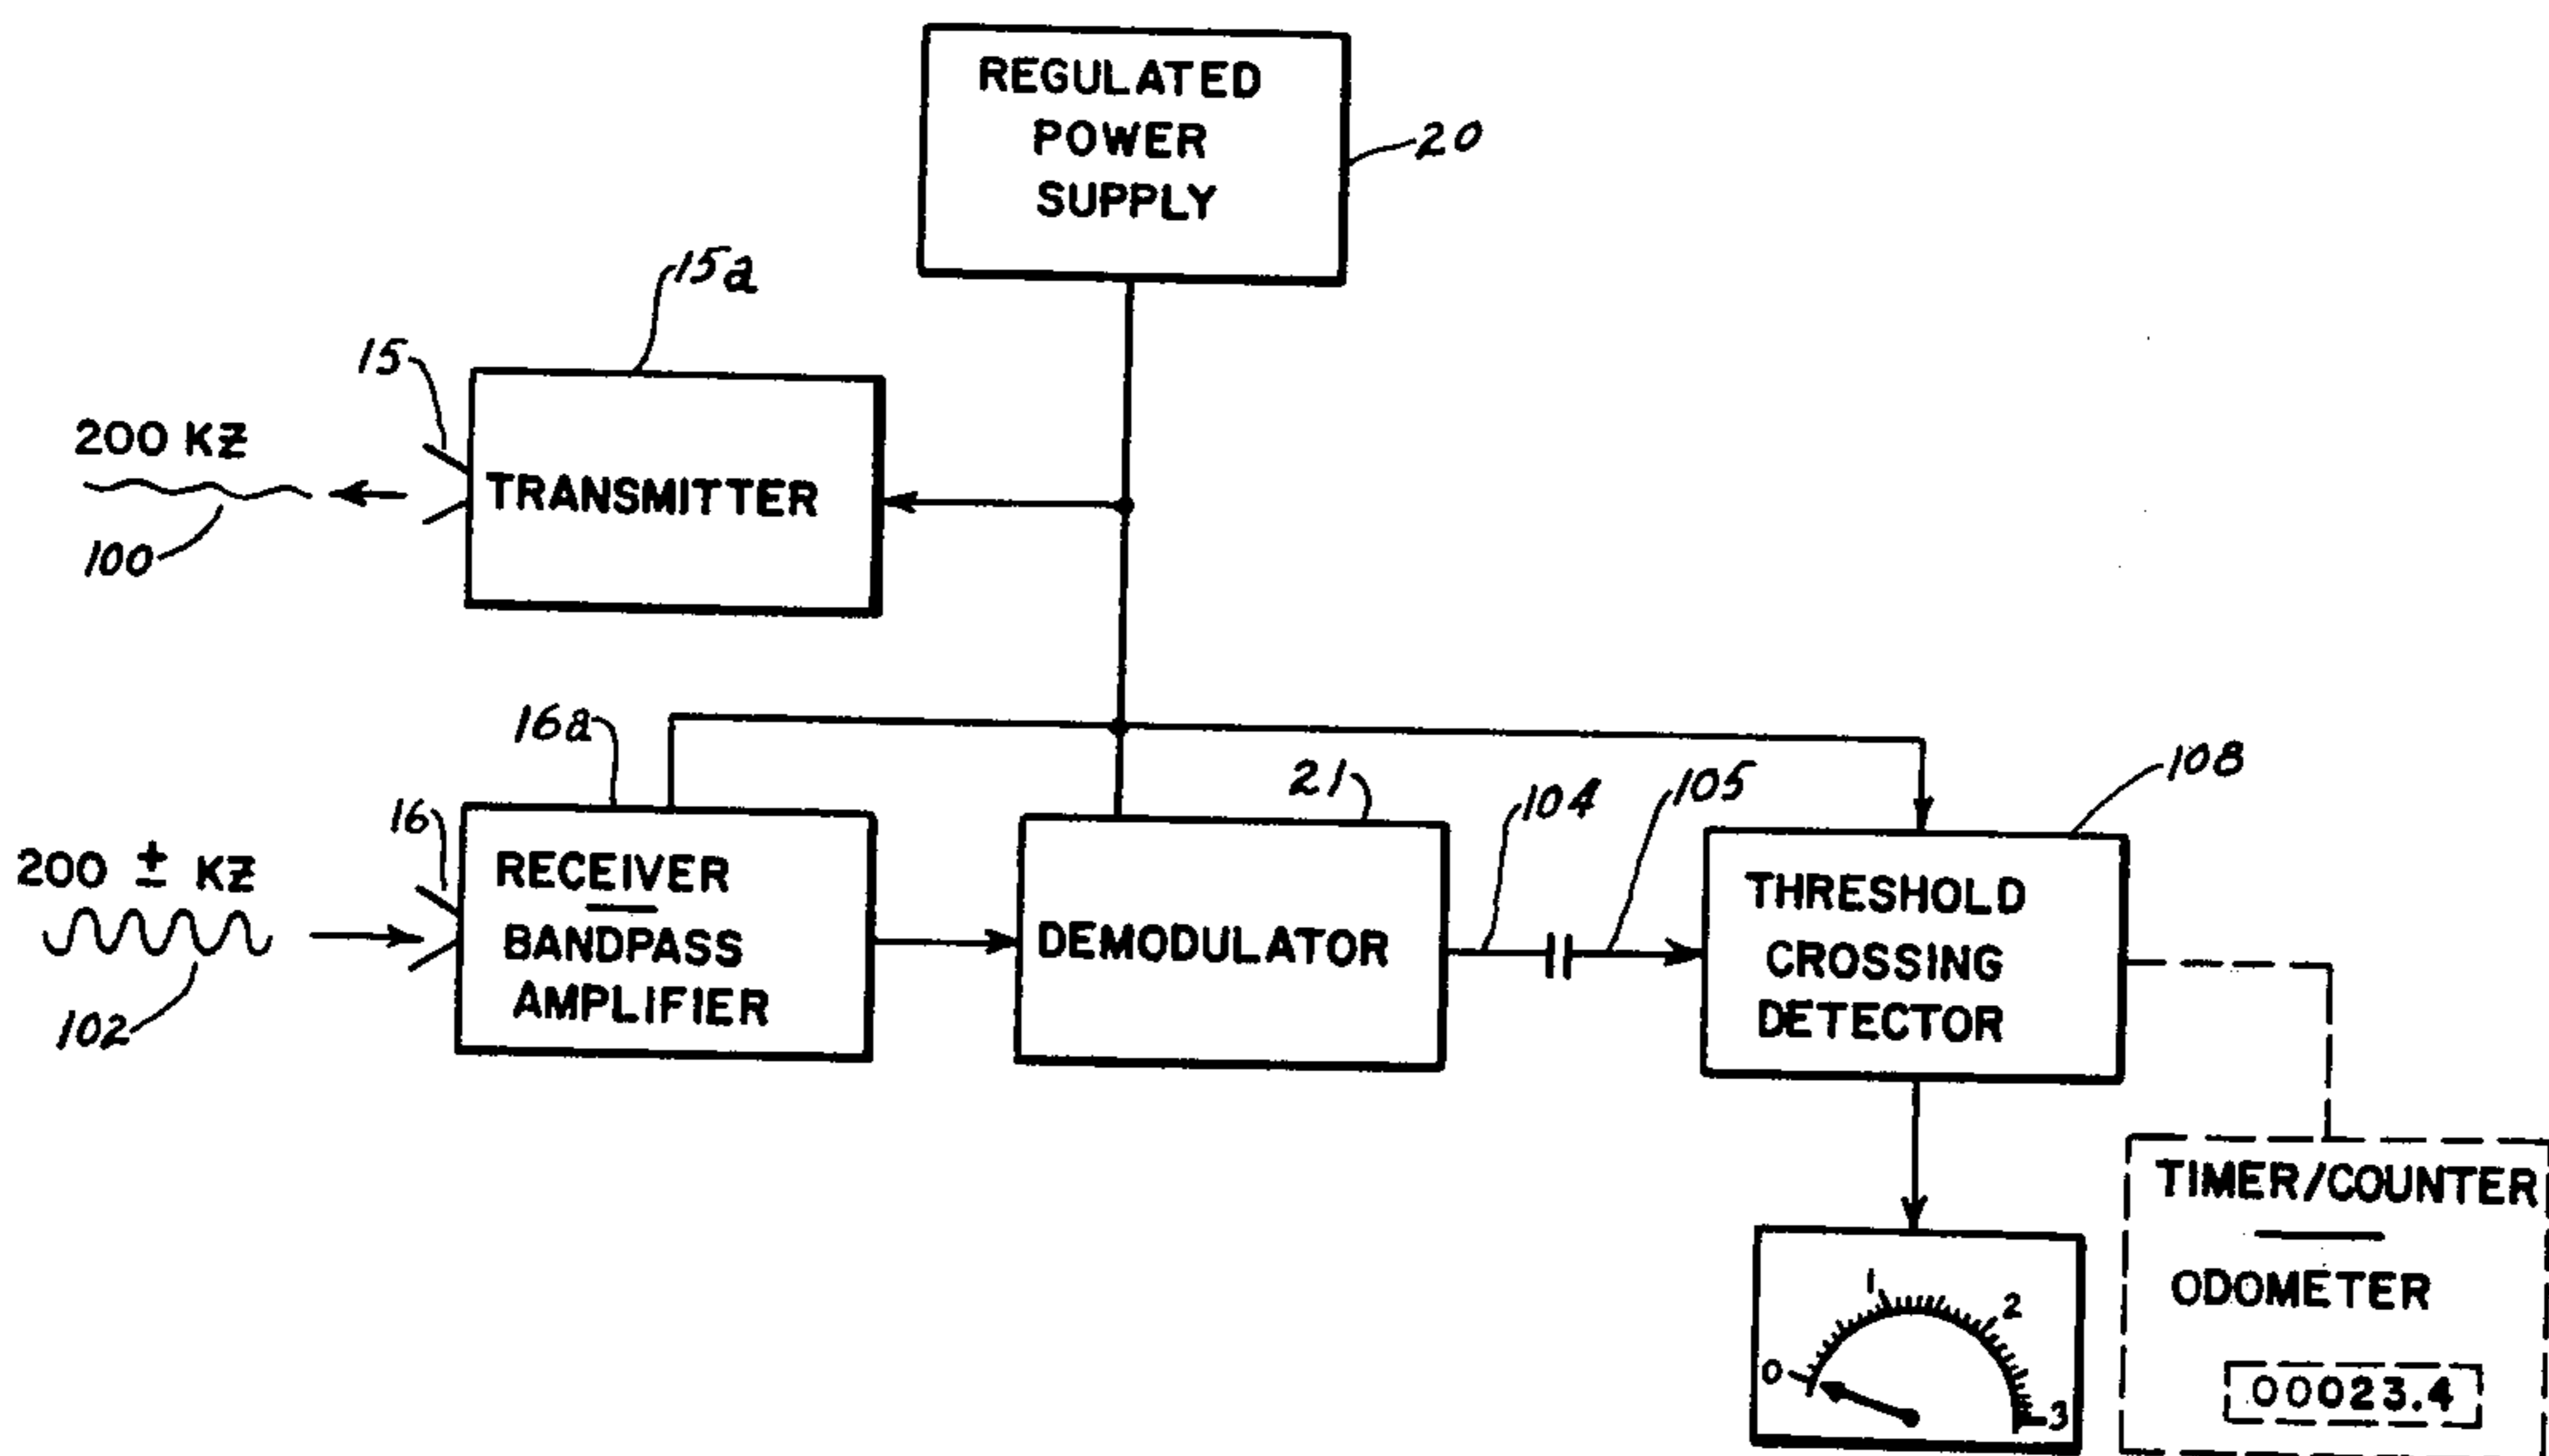 REGULATED
POWER
SUPPLY
20
15a
15
200 KZ
TRANSMITTER
100
16a
16
200 ± KZ
RECEIVER
BANDPASS
AMPLIFIER
102
21
DEMODULATOR
104
105
108
THRESHOLD
CROSSING
DETECTOR
TIMER/COUNTER
ODOMETER
00023.4
0
1
2
3